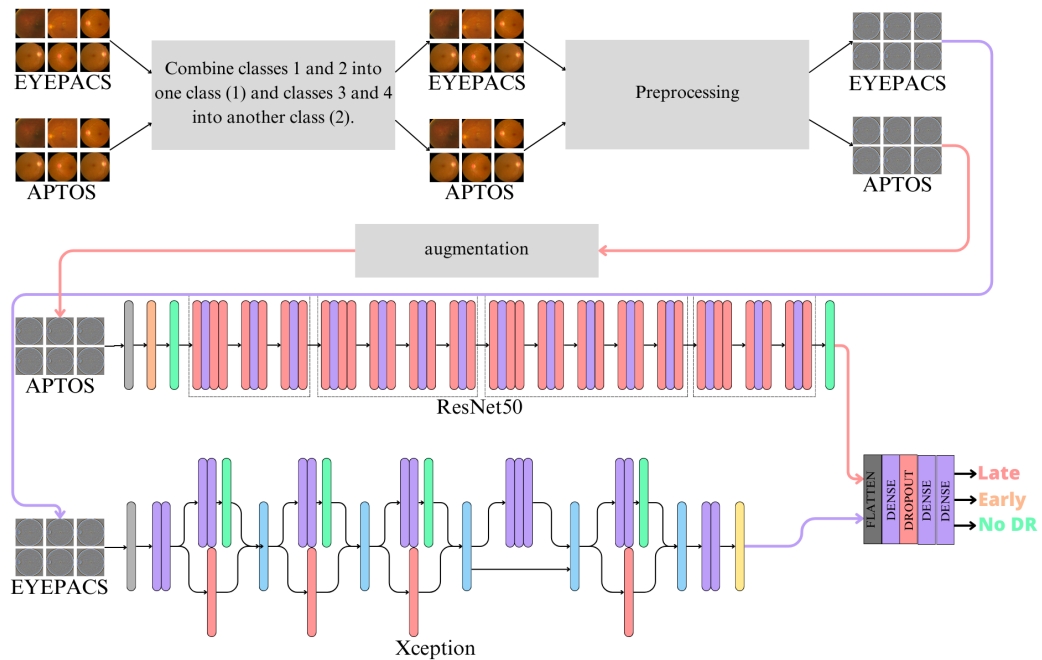 EYEPACS
APTOS
Combine classes 1 and 2 into
one class (1) and classes 3 and 4
into another class (2).
EYEPACS
APTOS
Preprocessing
EYEPACS
APTOS
augmentation
APTOS
ResNet50
EYEPACS
Xception
FLATTEN
DENSE
DROPOUT
DENSE
DENSE
Late
Early
No DR